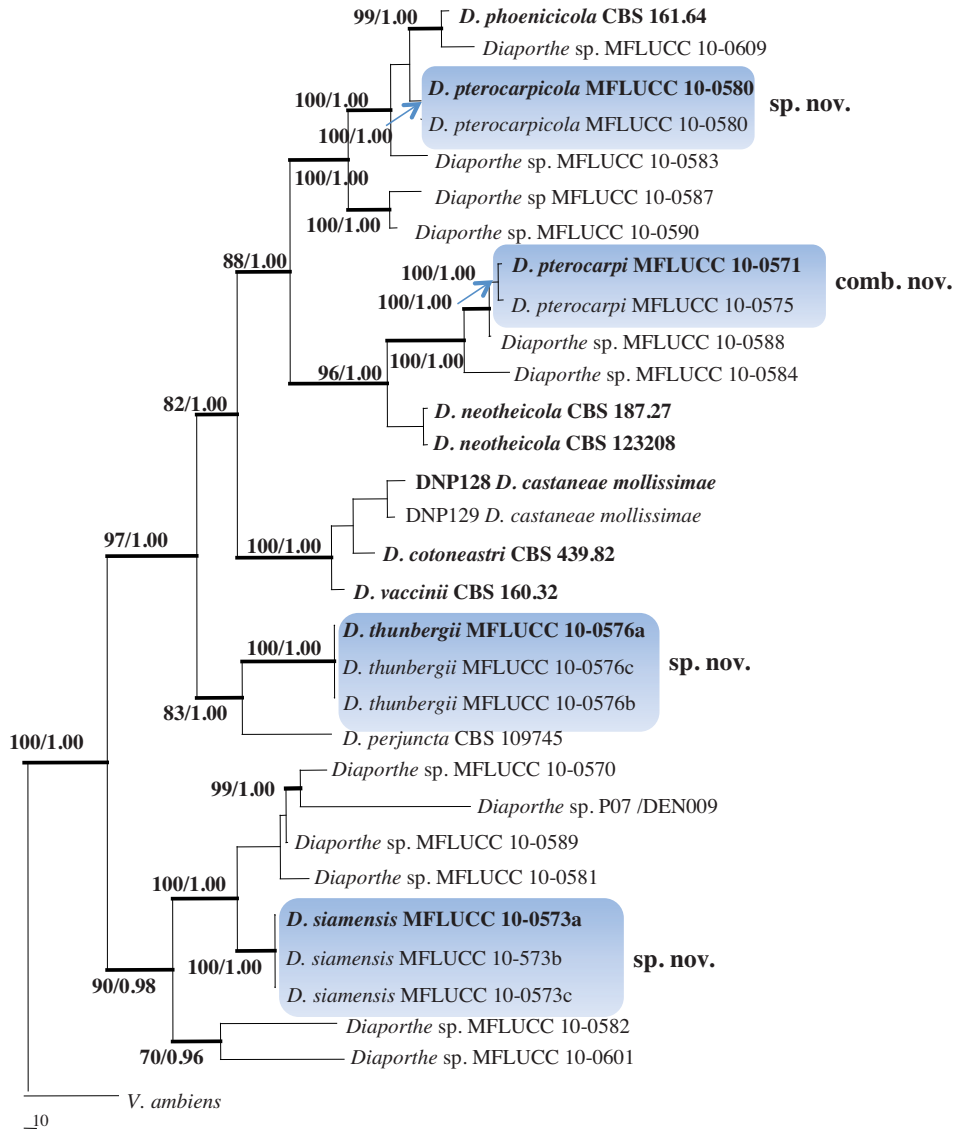 99/1.00
D. phoenicicola CBS 161.64
Diaporthe sp. MFLUCC 10-0609
100/1.00
D. pterocarpicola MFLUCC 10-0580
sp. nov.
100/1.00
D. pterocarpicola MFLUCC 10-0580
Diaporthe sp. MFLUCC 10-0583
100/1.00
Diaporthe sp MFLUCC 10-0587
100/1.00
Diaporthe sp. MFLUCC 10-0590
88/1.00
100/1.00
D. pterocarpi MFLUCC 10-0571
comb. nov.
100/1.00
D. pterocarpi MFLUCC 10-0575
Diaporthe sp. MFLUCC 10-0588
100/1.00
Diaporthe sp. MFLUCC 10-0584
96/1.00
82/1.00
D. neotheicola CBS 187.27
D. neotheicola CBS 123208
DNP128 D. castaneae mollissimae
DNP129 D. castaneae mollissimae
97/1.00
100/1.00
D. cotoneastri CBS 439.82
D. vaccinii CBS 160.32
D. thunbergii MFLUCC 10-0576a
100/1.00
D. thunbergii MFLUCC 10-0576c
sp. nov.
D. thunbergii MFLUCC 10-0576b
83/1.00
D. perjuncta CBS 109745
100/1.00
Diaporthe sp. MFLUCC 10-0570
99/1.00
Diaporthe sp. P07 /DEN009
Diaporthe sp. MFLUCC 10-0589
Diaporthe sp. MFLUCC 10-0581
100/1.00
D. siamensis MFLUCC 10-0573a
D. siamensis MFLUCC 10-573b
sp. nov.
100/1.00
D. siamensis MFLUCC 10-0573c
90/0.98
Diaporthe sp. MFLUCC 10-0582
70/0.96
Diaporthe sp. MFLUCC 10-0601
V. ambiens
10